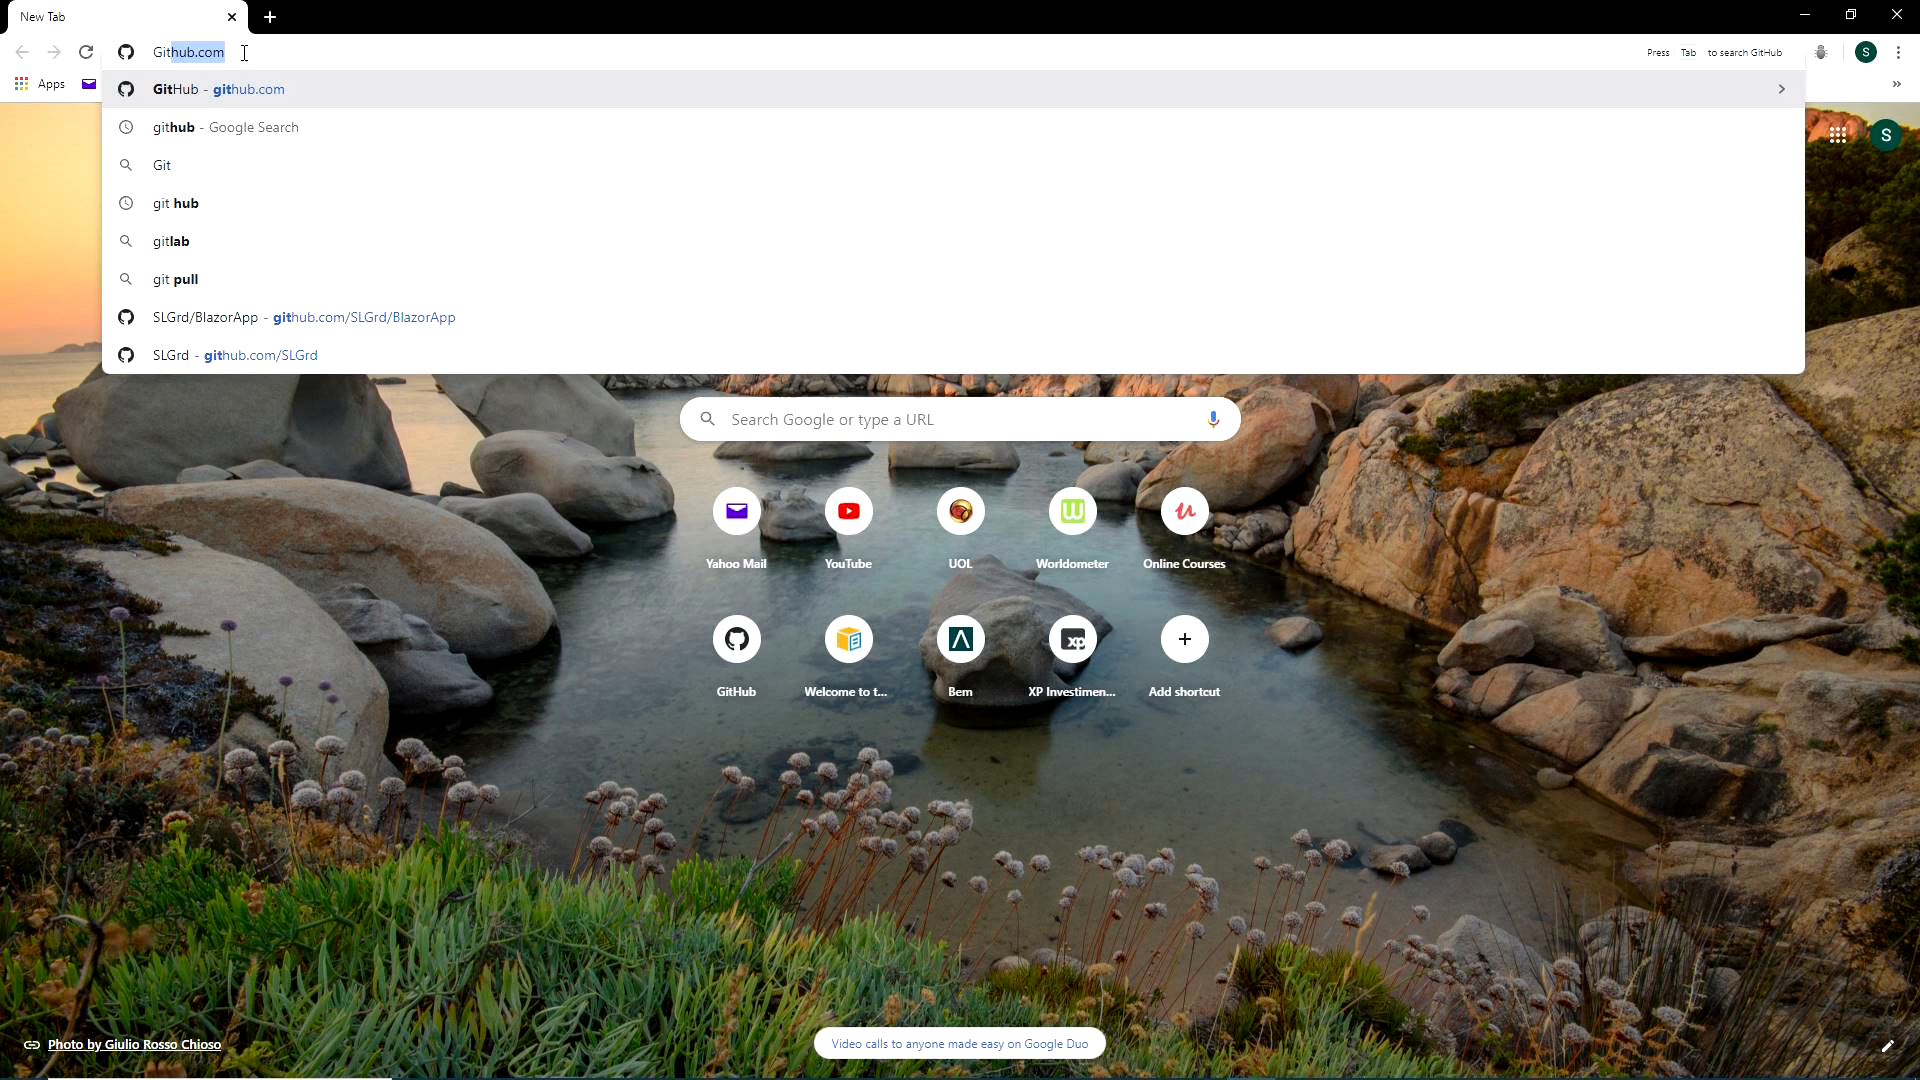 New Tab
Github.com
Press Tab to search GitHub
S
Apps
GitHub - github.com
github - Google Search
Git
git hub
gitlab
git pull
SLGrd/BlazorApp - github.com/SLGrd/BlazorApp
SLGrd - github.com/SLGrd
S
Search Google or type a URL
Yahoo Mail
YouTube
UOL
Worldometer
Online Courses
GitHub
Welcome to t...
Bem
XP Investimen...
Add shortcut
Photo by Giulio Rosso Chioso
Video calls to anyone made easy on Google Duo